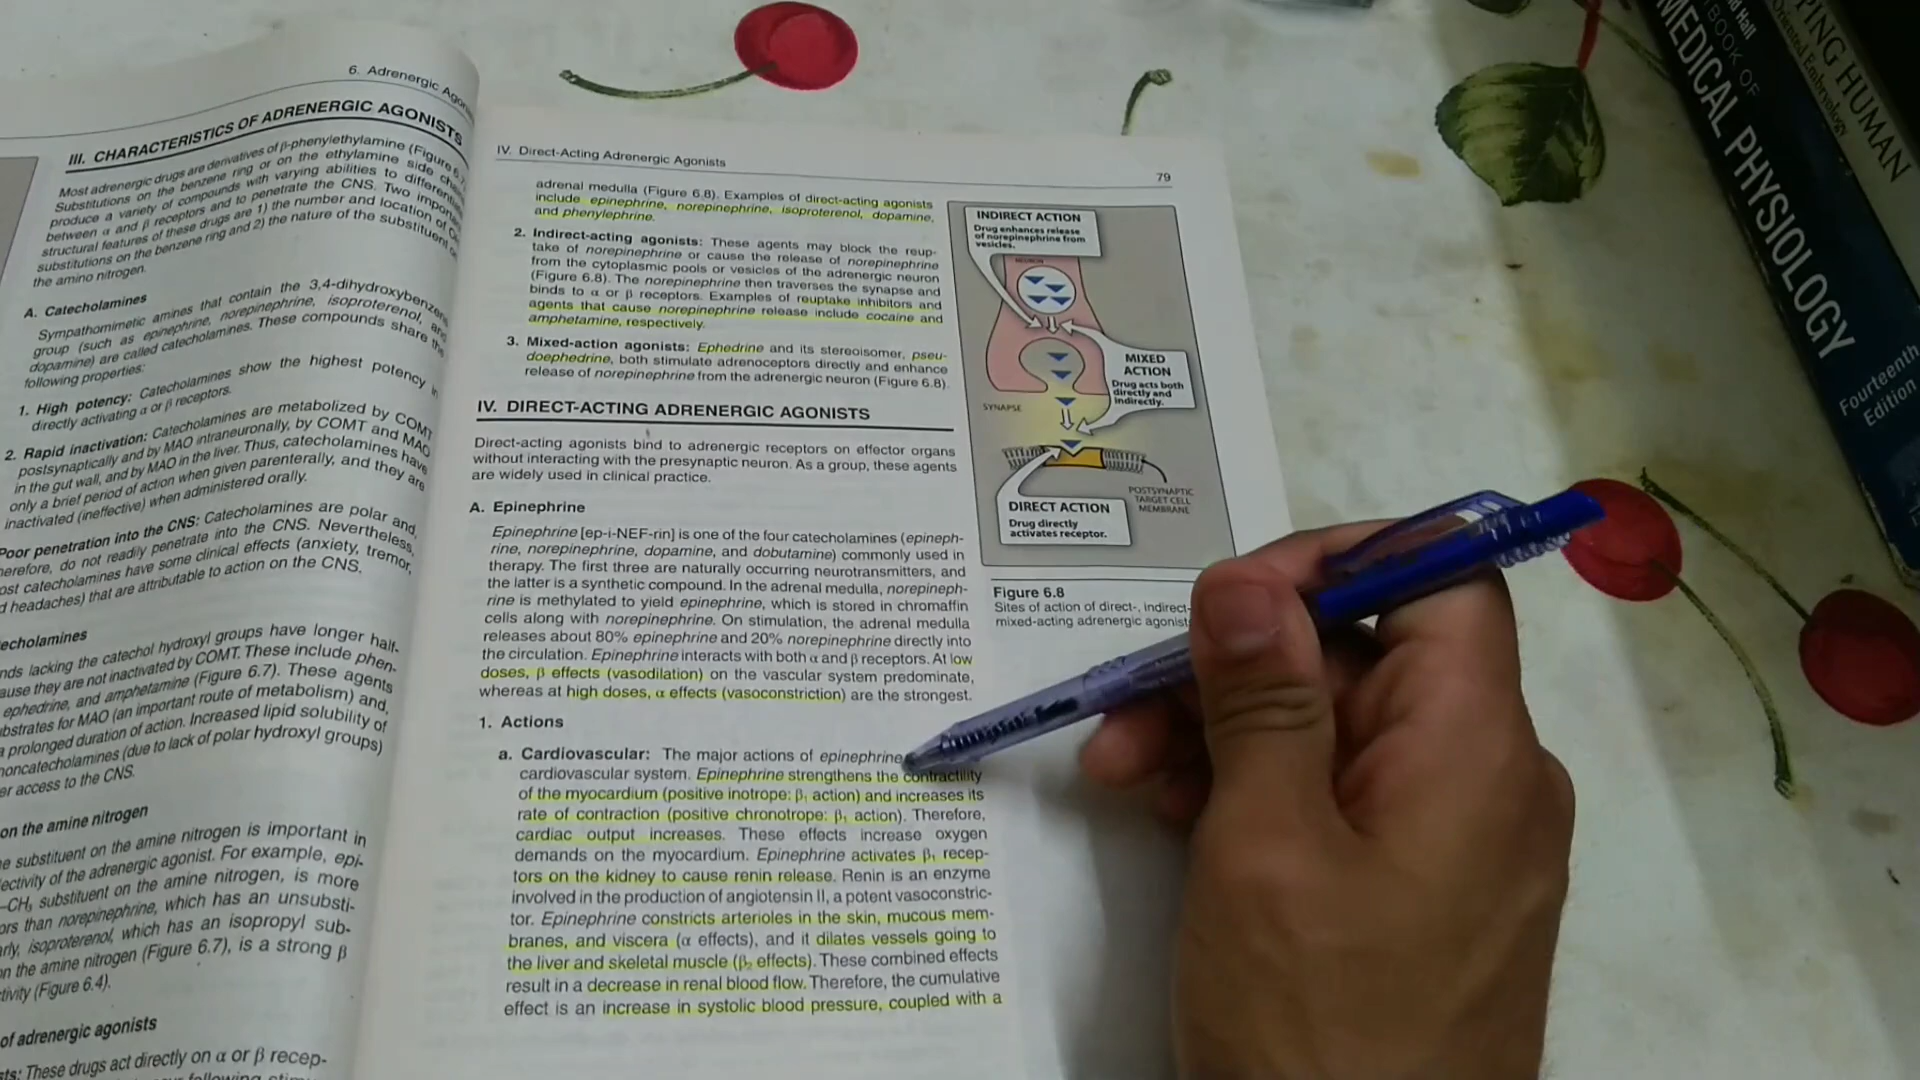 6. Adrenergic Agon
III. CHARACTERISTICS OF ADRENERGIC AGONISTS
Most adrenergic drugs are derivatives of β-phenylethylamine (Figure 6.
Substitutions on the benzene ring or on the ethylamine side
produce a variety of compounds with varying abilities to
between α and β receptors and to penetrate the CNS. Two
structural features of these drugs are 1) the number and location of
substitutions on the benzene ring and 2) the nature of the substituent
the amino nitrogen.
A. Catecholamines
Sympathomimetic amines that contain the
group (such as epinephrine, norepinephrine, isoproterenol,
dopamine) are called catecholamines. These compounds share
following properties:
1. High potency: Catecholamines show the highest potency in
directly activating α or β receptors.
2. Rapid inactivation: Catecholamines are metabolized by COMT
postsynaptically and by MAO intraneuronally, by COMT and MAO
in the gut wall, and by MAO in the liver. Thus, catecholamines have
only a brief period of action when given parenterally, and they are
inactivated (ineffective) when administered orally.
Poor penetration into the CNS: Catecholamines are polar and,
herefore, do not readily penetrate into the CNS. Nevertheless,
ost catecholamines have some clinical effects (anxiety, tremor,
d headaches) that are attributable to action on the CNS.
echolamines
nds lacking the catechol hydroxyl groups have longer half-
ause they are not inactivated by COMT. These include phen-
ephedrine, and amphetamine (Figure 6.7). These agents
bstrates for MAO (an important route of metabolism) and,
a prolonged duration of action. Increased lipid solubility of
noncatecholamines (due to lack of polar hydroxyl groups)
er access to the CNS.
on the amine nitrogen
e substituent on the amine nitrogen is important in
ectivity of the adrenergic agonist. For example, epi-
–CH₃ substituent on the amine nitrogen, is more
ors than norepinephrine, which has an unsubsti-
rly, isoproterenol, which has an isopropyl sub-
n the amine nitrogen (Figure 6.7), is a strong β
tivity (Figure 6.4).
of adrenergic agonists
sts: These drugs act directly on α or β recep-
IV. Direct-Acting Adrenergic Agonists
79
adrenal medulla (Figure 6.8). Examples of direct-acting agonists
include epinephrine, norepinephrine, isoproterenol, dopamine,
and phenylephrine.
2. Indirect-acting agonists: These agents may block the reup-
take of norepinephrine or cause the release of norepinephrine
from the cytoplasmic pools or vesicles of the adrenergic neuron
(Figure 6.8). The norepinephrine then traverses the synapse and
binds to α or β receptors. Examples of reuptake inhibitors and
agents that cause norepinephrine release include cocaine and
amphetamine, respectively.
3. Mixed-action agonists: Ephedrine and its stereoisomer, pseu-
doephedrine, both stimulate adrenoceptors directly and enhance
release of norepinephrine from the adrenergic neuron (Figure 6.8).
IV. DIRECT-ACTING ADRENERGIC AGONISTS
Direct-acting agonists bind to adrenergic receptors on effector organs
without interacting with the presynaptic neuron. As a group, these agents
are widely used in clinical practice.
A. Epinephrine
Epinephrine [ep-i-NEF-rin] is one of the four catecholamines (epineph-
rine, norepinephrine, dopamine, and dobutamine) commonly used in
therapy. The first three are naturally occurring neurotransmitters, and
the latter is a synthetic compound. In the adrenal medulla, norepineph-
rine is methylated to yield epinephrine, which is stored in chromaffin
cells along with norepinephrine. On stimulation, the adrenal medulla
releases about 80% epinephrine and 20% norepinephrine directly into
the circulation. Epinephrine interacts with both α and β receptors. At low
doses, β effects (vasodilation) on the vascular system predominate,
whereas at high doses, α effects (vasoconstriction) are the strongest.
1. Actions
a. Cardiovascular: The major actions of epinephrine
cardiovascular system. Epinephrine strengthens the contractility
of the myocardium (positive inotrope: β₁ action) and increases its
rate of contraction (positive chronotrope: β₁ action). Therefore,
cardiac output increases. These effects increase oxygen
demands on the myocardium. Epinephrine activates β₁ recep-
tors on the kidney to cause renin release. Renin is an enzyme
involved in the production of angiotensin II, a potent vasoconstric-
tor. Epinephrine constricts arterioles in the skin, mucous mem-
branes, and viscera (α effects), and it dilates vessels going to
the liver and skeletal muscle (β₂ effects). These combined effects
result in a decrease in renal blood flow. Therefore, the cumulative
effect is an increase in systolic blood pressure, coupled with a
INDIRECT ACTION
Drug enhances release
of norepinephrine from
vesicles.
NEURON
MIXED
ACTION
Drug acts both
directly and
indirectly.
SYNAPSE
POSTSYNAPTIC
TARGET CELL
MEMBRANE
DIRECT ACTION
Drug directly
activates receptor.
Figure 6.8
Sites of action of direct-, indirect-
mixed-acting adrenergic agonist
Hall
BOOK OF
MEDICAL PHYSIOLOGY
Fourteenth
Edition
PING HUMAN
Oriented Embryology